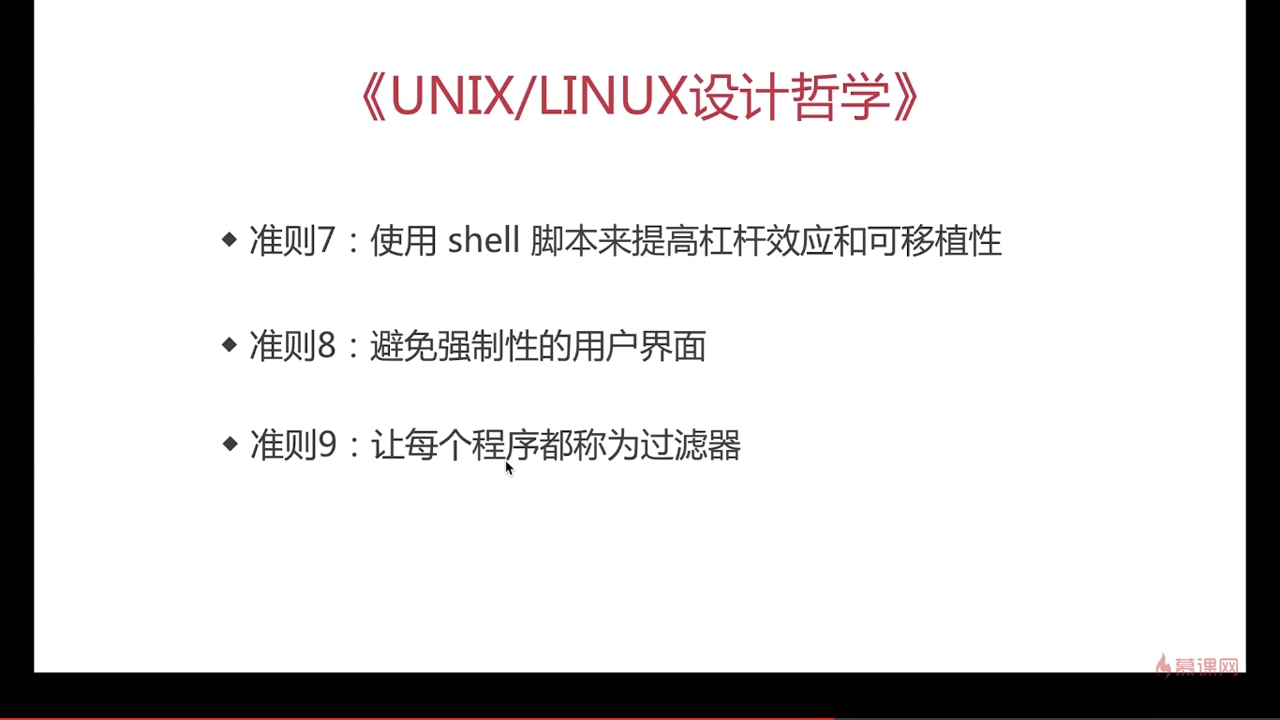 《UNIX/LINUX设计哲学》
◆ 准则7：使用 shell 脚本来提高杠杆效应和可移植性
◆ 准则8：避免强制性的用户界面
◆ 准则9：让每个程序都称为过滤器
慕课网